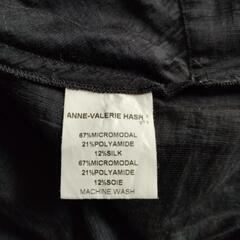 ANNE-VALERIE HASH
67%MICROMODAL
21%POLYAMIDE
12%SILK
67%MICROMODAL
21%POLYAMIDE
12%SOIE
MACHINE WASH